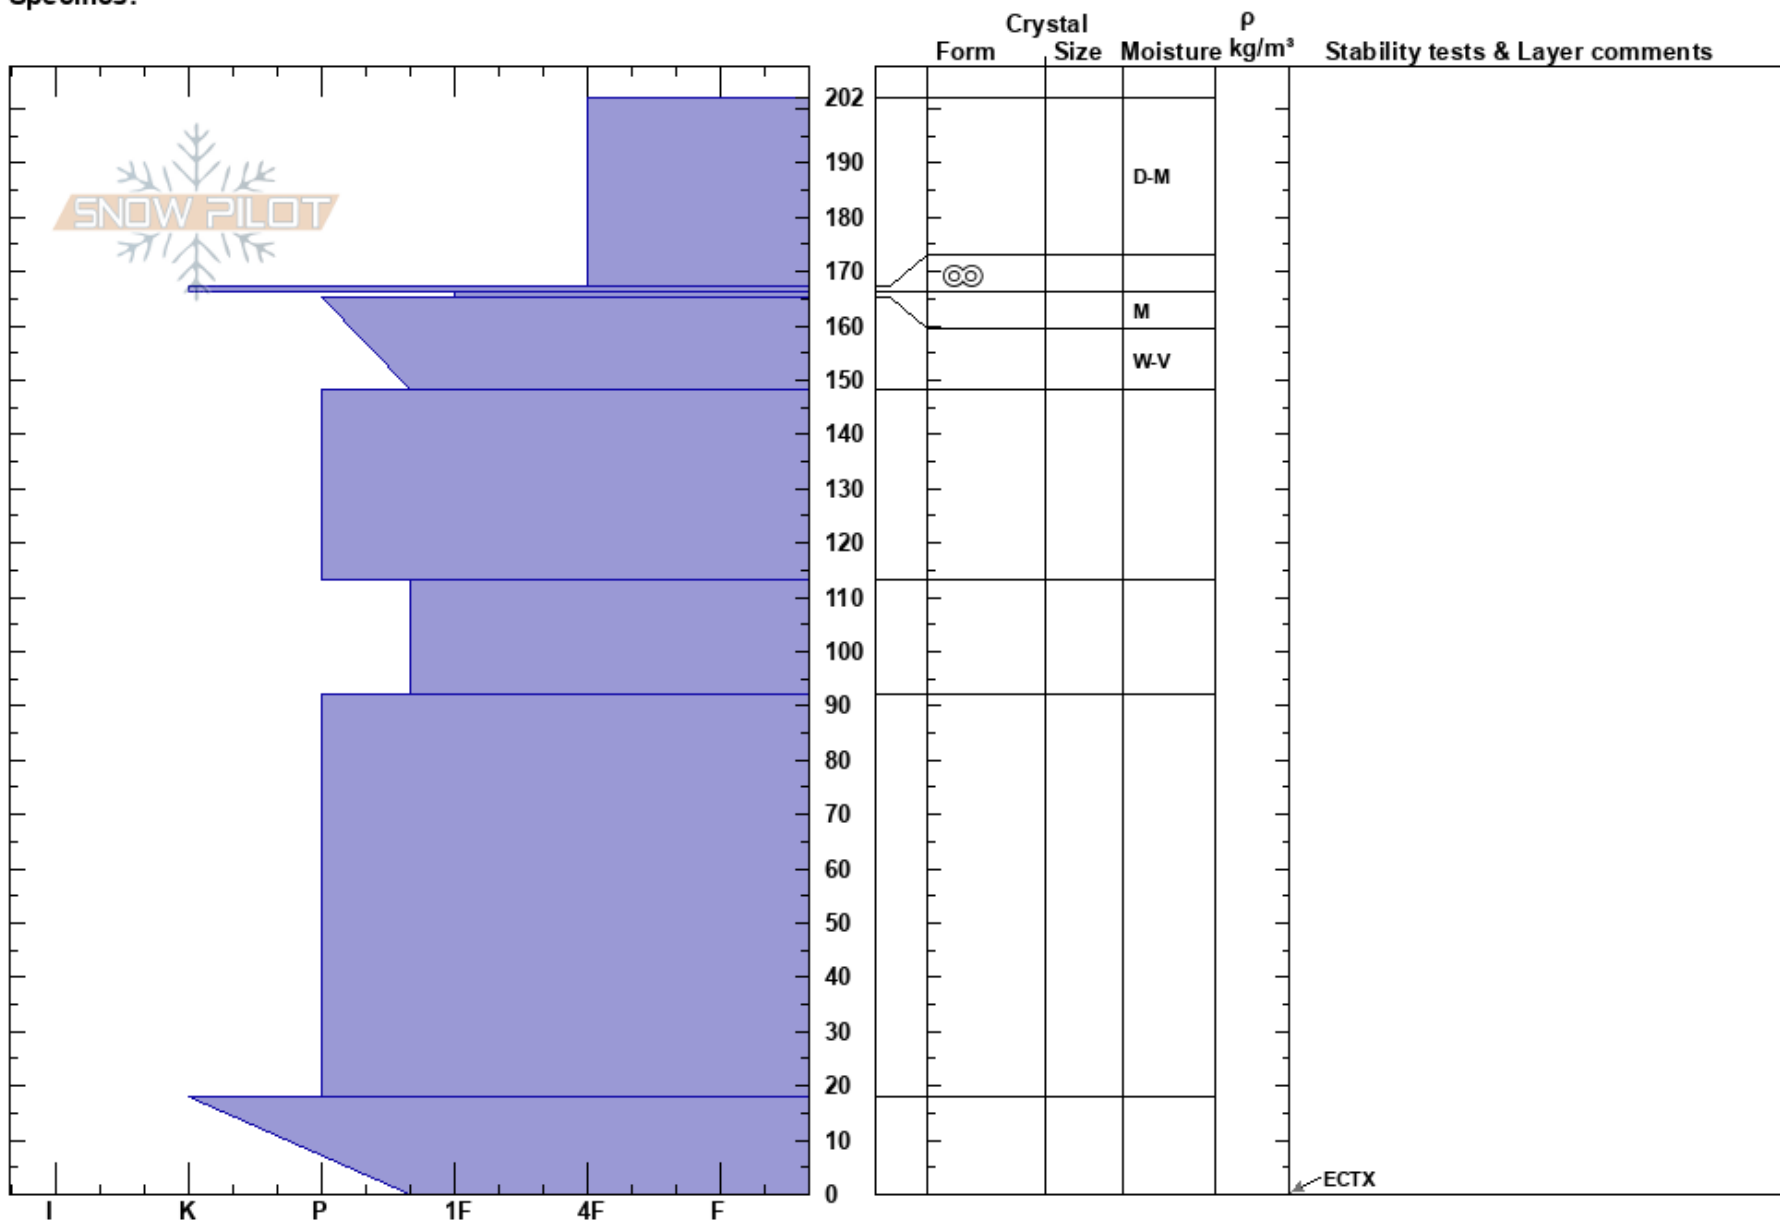 Specifics:
Crystal
ρ
Form Size Moisture kg/m³ Stability tests & Layer comments
202
190
D-M
180
170
160
M
W-V
150
140
130
120
110
100
90
80
70
60
50
40
30
20
10
0
ECTX
I K P 1F 4F F
SNOW PILOT